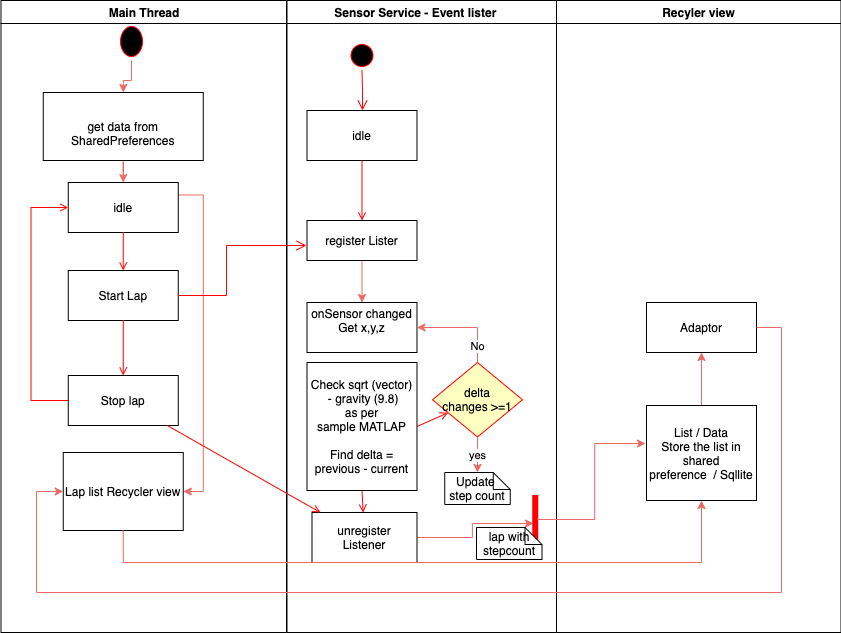 Main Thread
Sensor Service - Event lister
Recyler view
get data from
SharedPreferences
idle
Start Lap
Stop lap
Lap list Recycler view
idle
register Lister
onSensor changed
Get x,y,z
Check sqrt (vector)
- gravity (9.8)
as per
sample MATLAP
Find delta =
previous - current
unregister
Listener
No
delta
changes >=1
yes
Update
step count
lap with
stepcount
Adaptor
List / Data
Store the list in
shared
preference / Sqllite